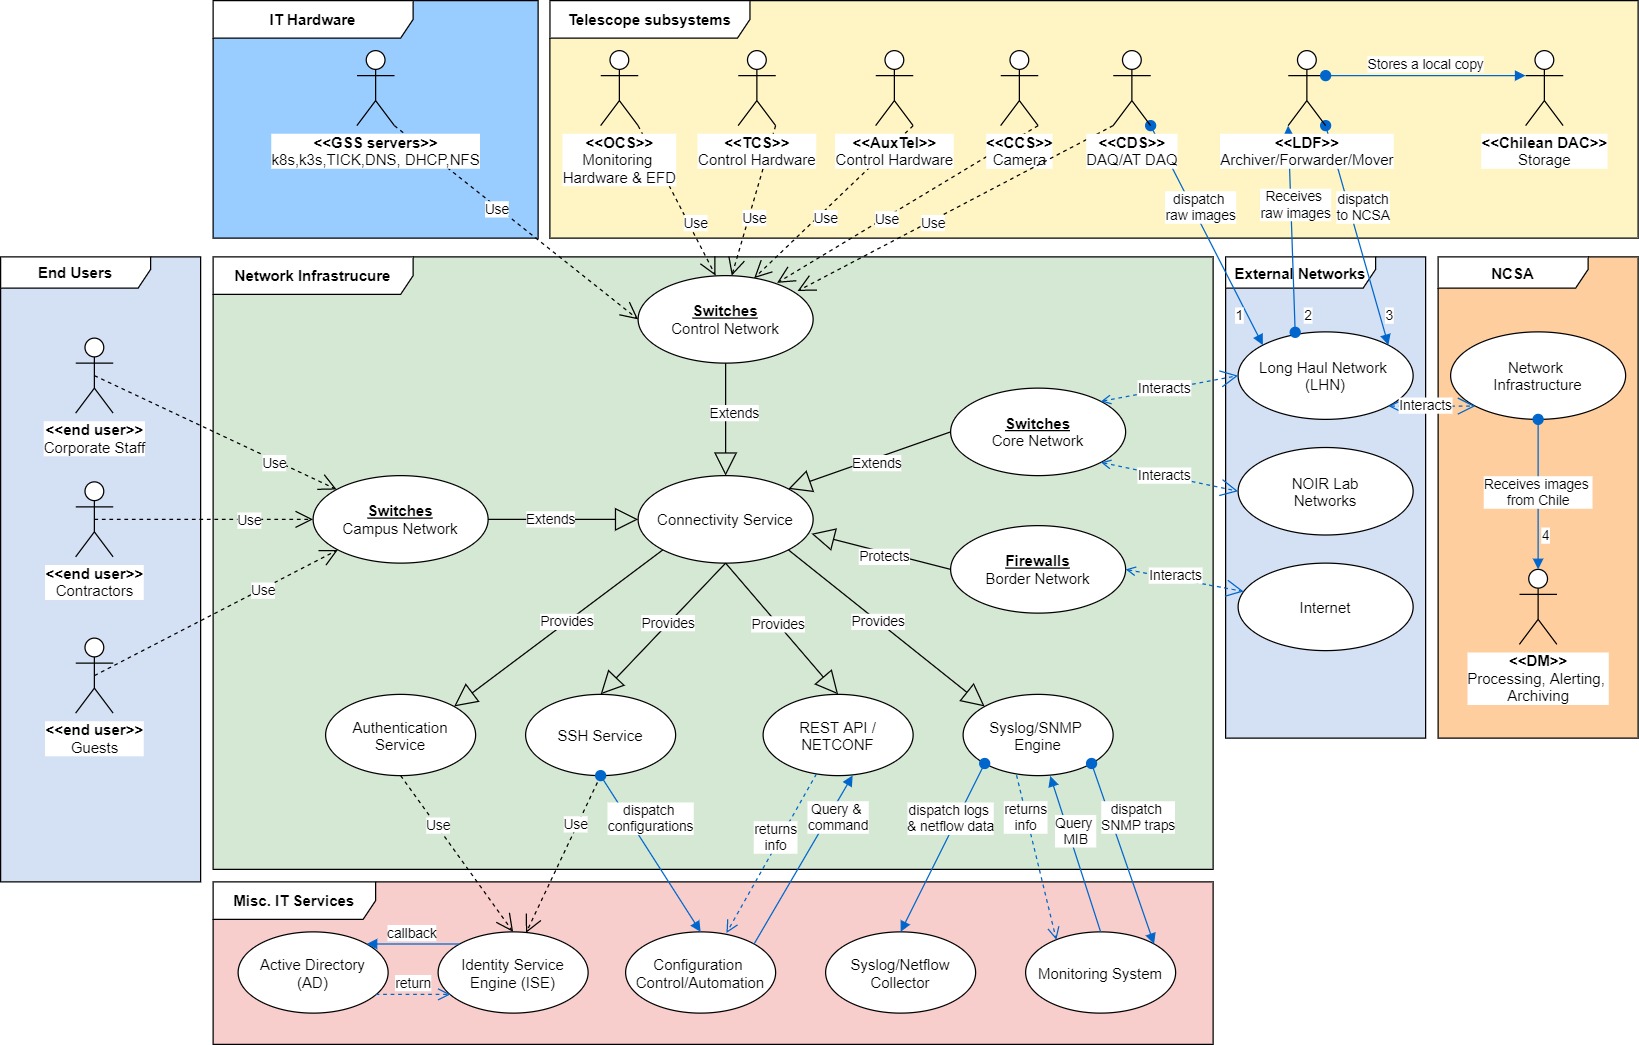 IT Hardware
<<GSS servers>>
k8s,k3s,TICK,DNS, DHCP,NFS
Use
Telescope subsystems
<<OCS>>
Monitoring
Hardware & EFD
<<TCS>>
Control Hardware
<<AuxTel>>
Control Hardware
<<CCS>>
Camera
<<CDS>>
DAQ/AT DAQ
<<LDF>>
Archiver/Forwarder/Mover
Stores a local copy
<<Chilean DAC>>
Storage
Use
Use
Use
Use
Use
dispatch
raw images
Receives
raw images
dispatch
to NCSA
End Users
<<end user>>
Corporate Staff
<<end user>>
Contractors
<<end user>>
Guests
Use
Use
Use
Network Infrastrucure
Switches
Control Network
Extends
Switches
Core Network
Extends
Switches
Campus Network
Extends
Connectivity Service
Firewalls
Border Network
Protects
Interacts
Interacts
Interacts
Provides
Provides
Provides
Provides
Authentication
Service
SSH Service
REST API /
NETCONF
Syslog/SNMP
Engine
Use
Use
dispatch
configurations
returns
info
Query &
command
dispatch logs
& netflow data
returns
info
Query
MIB
dispatch
SNMP traps
External Networks
1
2
3
Long Haul Network
(LHN)
Interacts
NOIR Lab
Networks
Internet
NCSA
Network
Infrastructure
Receives images
from Chile
4
<<DM>>
Processing, Alerting,
Archiving
Misc. IT Services
Active Directory
(AD)
callback
return
Identity Service
Engine (ISE)
Configuration
Control/Automation
Syslog/Netflow
Collector
Monitoring System